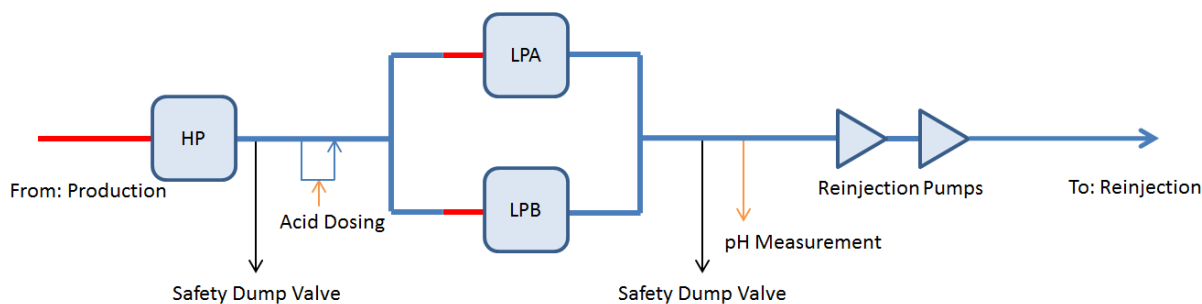 LPA
HP
From: Production
Acid Dosing
LPB
Reinjection Pumps
To: Reinjection
pH Measurement
Safety Dump Valve
Safety Dump Valve